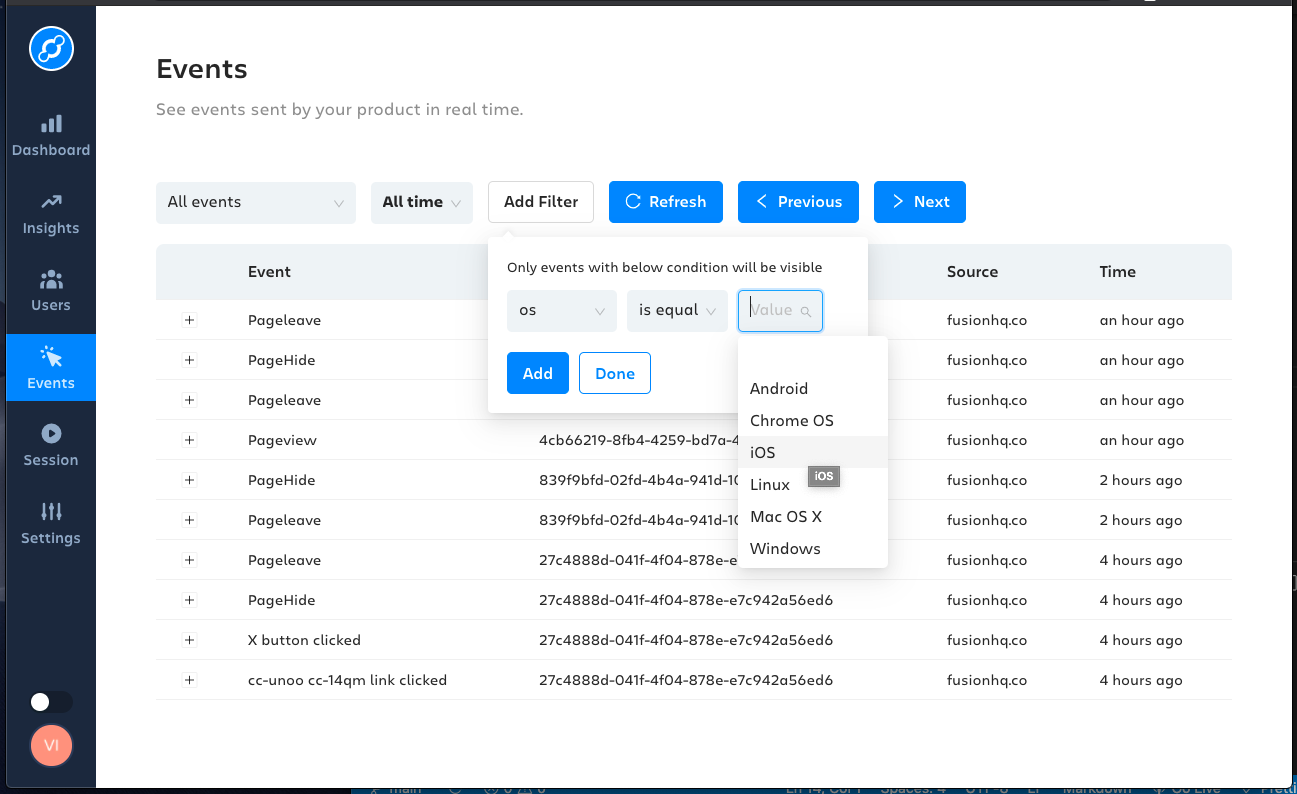 Events
See events sent by your product in real time.
Dashboard
Insights
Users
Events
Session
Settings
VI
All events
All time
Add Filter
Refresh
Previous
Next
Only events with below condition will be visible
os
is equal
Value
Add
Done
Android
Chrome OS
iOS
Linux
Mac OS X
Windows
iOS
Event Source Time
Pageleave fusionhq.co an hour ago
PageHide fusionhq.co an hour ago
Pageleave fusionhq.co an hour ago
Pageview 4cb66219-8fb4-4259-bd7a-4 fusionhq.co an hour ago
PageHide 839f9bfd-02fd-4b4a-941d-10 fusionhq.co 2 hours ago
Pageleave 839f9bfd-02fd-4b4a-941d-10 fusionhq.co 2 hours ago
Pageleave 27c4888d-041f-4f04-878e-e fusionhq.co 4 hours ago
PageHide 27c4888d-041f-4f04-878e-e7c942a56ed6 fusionhq.co 4 hours ago
X button clicked 27c4888d-041f-4f04-878e-e7c942a56ed6 fusionhq.co 4 hours ago
cc-unoo cc-14qm link clicked 27c4888d-041f-4f04-878e-e7c942a56ed6 fusionhq.co 4 hours ago